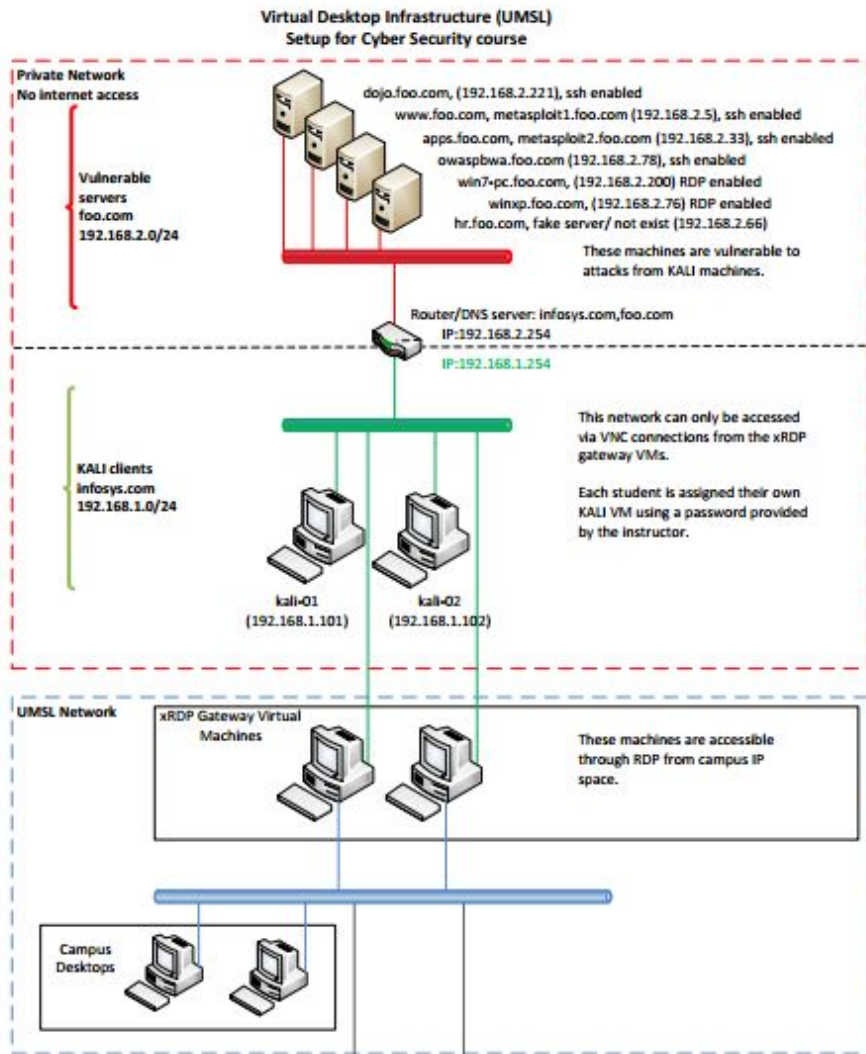 Virtual Desktop Infrastructure (UMSL)
Setup for Cyber Security course
Private Network
No internet access
dojo.foo.com, (192.168.2.221), ssh enabled
www.foo.com, metasploit1.foo.com (192.168.2.5), ssh enabled
apps.foo.com, metasploit2.foo.com (192.168.2.33), ssh enabled
owaspbwa.foo.com (192.168.2.78), ssh enabled
win7-pc.foo.com, (192.168.2.200) RDP enabled
winxp.foo.com, (192.168.2.76) RDP enabled
hr.foo.com, fake server/ not exist (192.168.2.66)
Vulnerable
servers
foo.com
192.168.2.0/24
These machines are vulnerable to
attacks from KALI machines.
Router/DNS server: infosys.com,foo.com
IP:192.168.2.254
IP:192.168.1.254
KALI clients
infosys.com
192.168.1.0/24
This network can only be accessed
via VNC connections from the xRDP
gateway VMs.
Each student is assigned their own
KALI VM using a password provided
by the instructor.
kali-01
(192.168.1.101)
kali-02
(192.168.1.102)
UMSL Network
xRDP Gateway Virtual
Machines
These machines are accessible
through RDP from campus IP
space.
Campus
Desktops